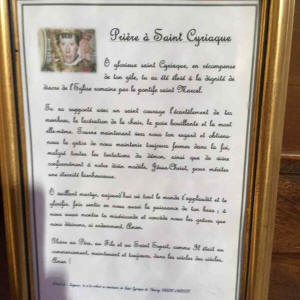 Prière à Saint Cyriaque
Ô glorieux saint Cyriaque, en récompense
de ton zèle, tu as été élevé à la dignité de
diacre de l'Eglise romaine par le pontife saint Marcel.
Tu as supporté avec un saint courage l'écartèlement de tes
membres, la lacération de ta chair, la poix bouillante et la mort
elle-même. Tourne maintenant vers nous ton regard et obtiens-
nous la grâce de nous maintenir toujours fermes dans la foi,
malgré toutes les tentations du démon, ainsi que de vivre
conformément à notre divin modèle, Jésus-Christ, pour mériter
une éternité bienheureuse.
Ô vaillant martyr, aujourd'hui où tout le monde t'applaudit et te
glorifie, fais sentir en nous aussi la puissance de ton bras ; à
nous aussi montre ta miséricorde et concède nous les grâces que
nous désirons, si ardemment. Amen.
Gloire au Père, au Fils et au Saint Esprit, comme Il était au
commencement, maintenant et toujours, dans les siècles des siècles.
Amen !